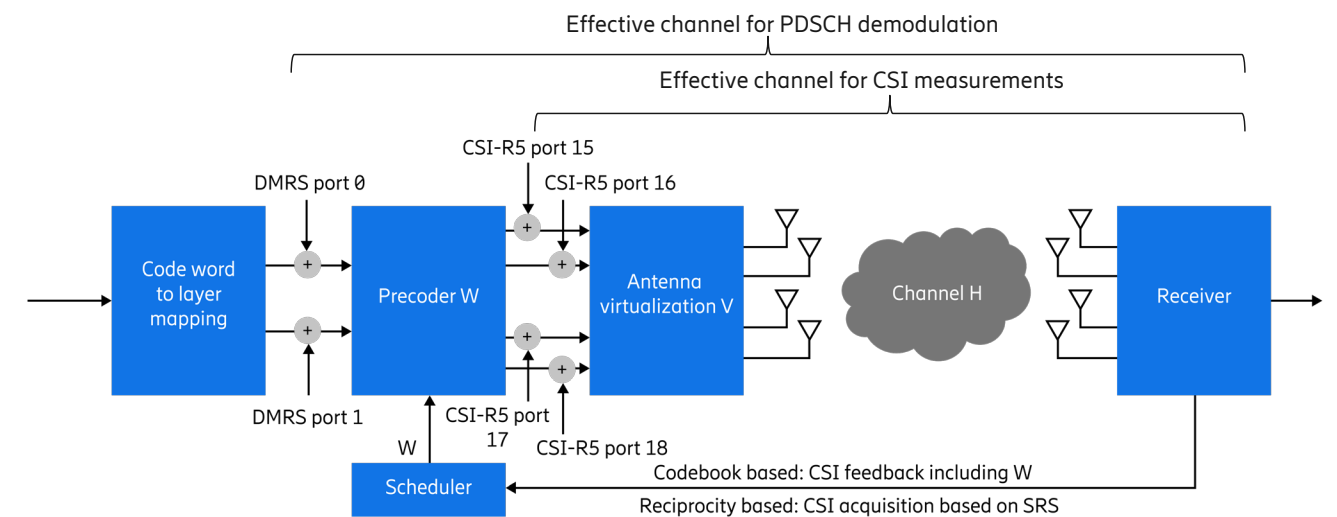 Effective channel for PDSCH demodulation
Effective channel for CSI measurements
CSI-R5 port 15
DMRS port 0
CSI-R5 port 16
+
+
+
Code word
to layer
mapping
Precoder W
Antenna
virtualization V
Channel H
Receiver
+
+
+
DMRS port 1
CSI-R5 port
17
CSI-R5 port 18
W
Scheduler
Codebook based: CSI feedback including W
Reciprocity based: CSI acquisition based on SRS